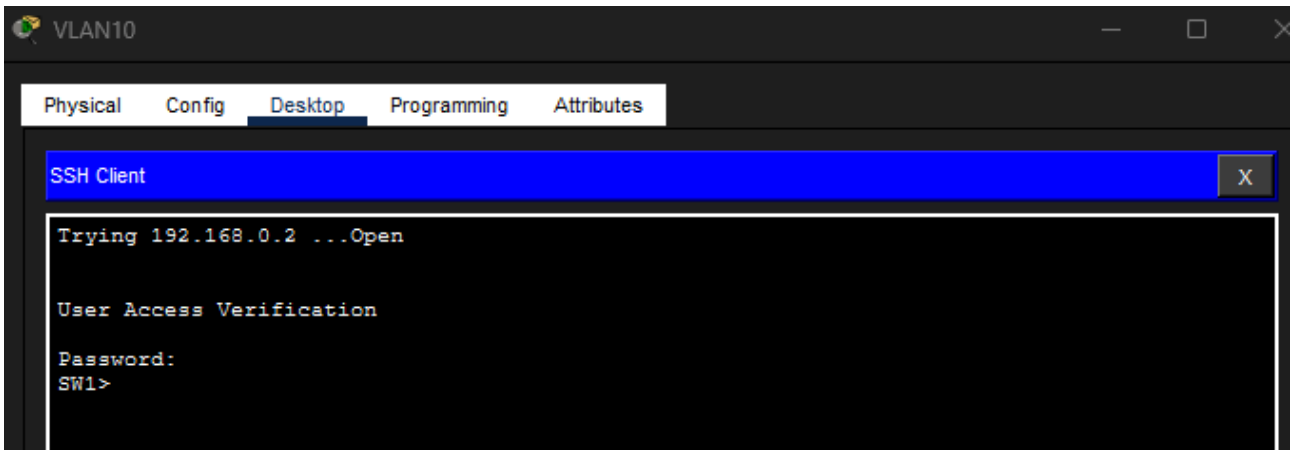 VLAN10
Physical Config Desktop Programming Attributes
SSH Client X
Trying 192.168.0.2 ...Open
User Access Verification
Password:
SW1>